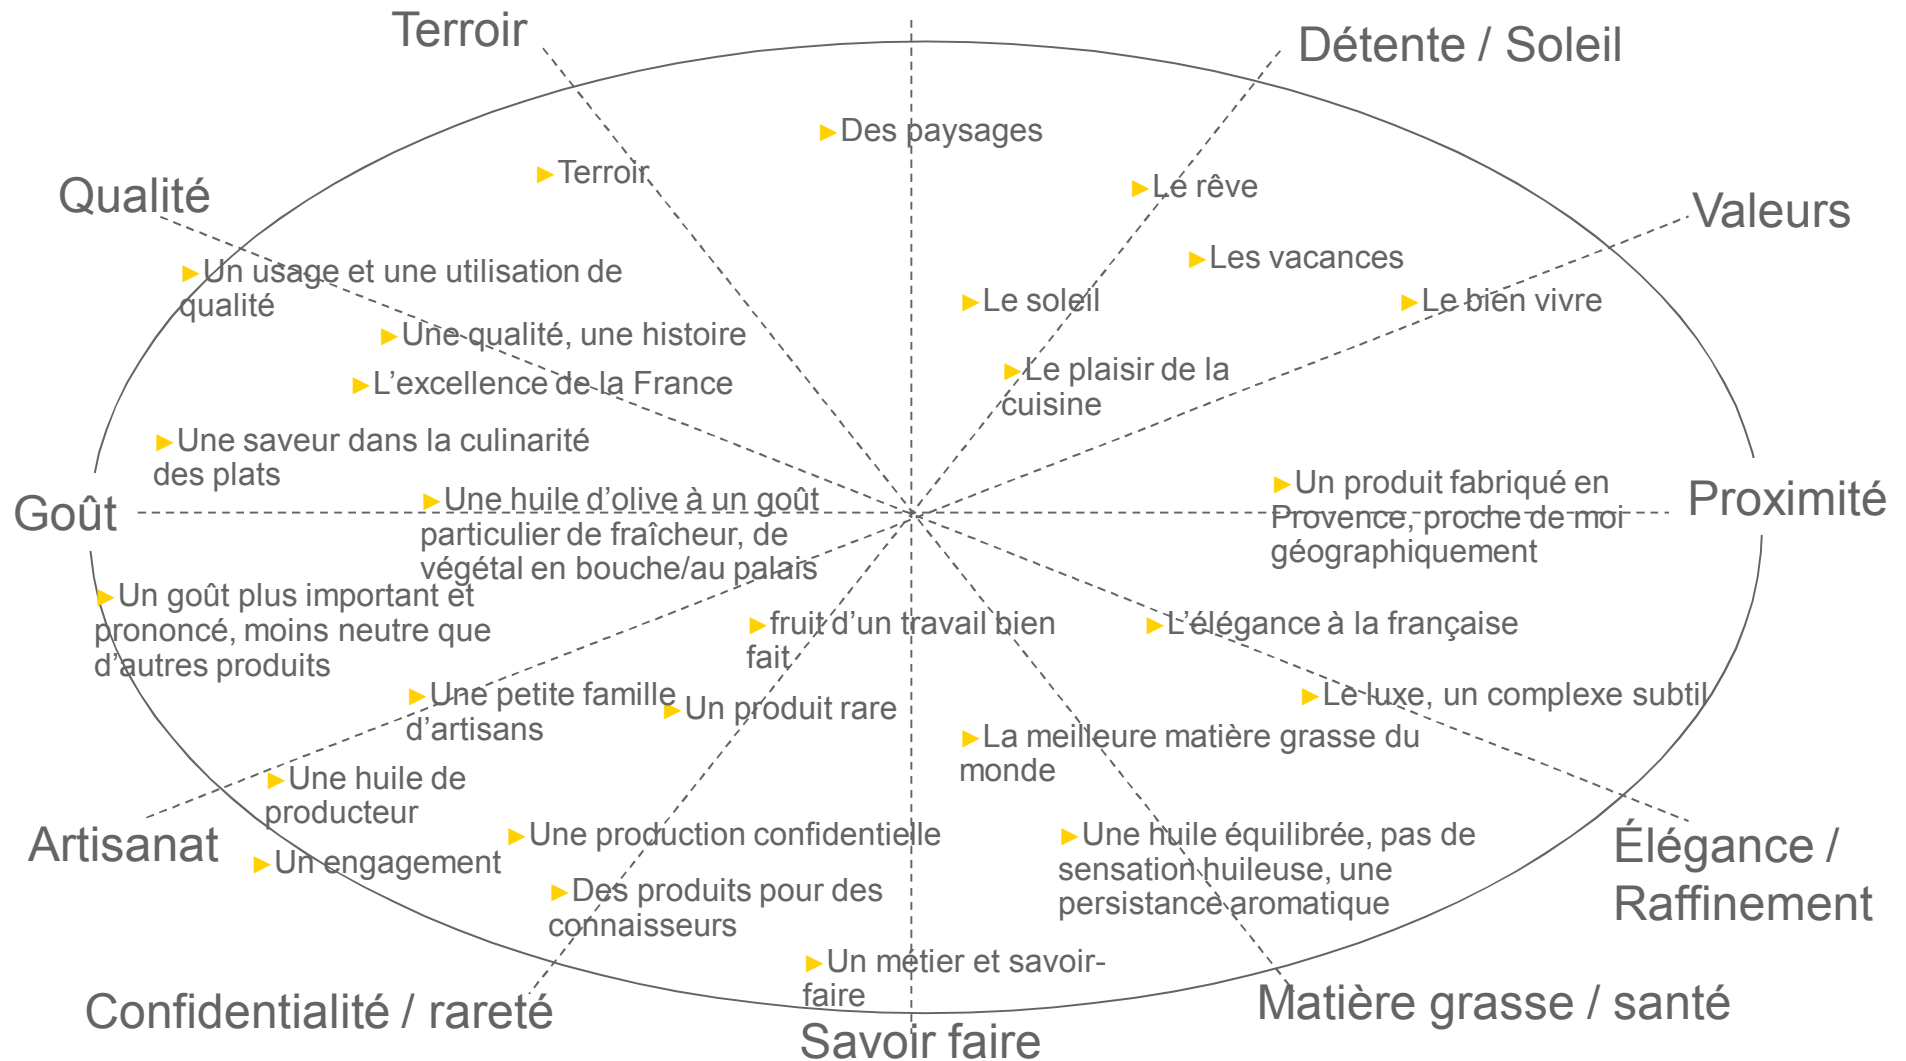 Terroir
Détente / Soleil
►Des paysages
►Terroir
►Le rêve
Qualité
Valeurs
►Un usage et une utilisation de
qualité
►Les vacances
►Le soleil
►Le bien vivre
►Une qualité, une histoire
►L’excellence de la France
►Le plaisir de la
cuisine
►Une saveur dans la culinarité
des plats
Goût
►Une huile d’olive à un goût
particulier de fraîcheur, de
végétal en bouche/au palais
►Un produit fabriqué en
Provence, proche de moi
géographiquement
Proximité
►Un goût plus important et
prononcé, moins neutre que
d’autres produits
►fruit d’un travail bien
fait
►L’élégance à la française
►Une petite famille
d’artisans
►Un produit rare
►Le luxe, un complexe subtil
►La meilleure matière grasse du
monde
►Une huile de
producteur
Artisanat
►Un engagement
►Une production confidentielle
►Une huile équilibrée, pas de
sensation huileuse, une
persistance aromatique
Élégance /
Raffinement
►Des produits pour des
connaisseurs
►Un métier et savoir-
faire
Confidentialité / rareté
Matière grasse / santé
Savoir faire